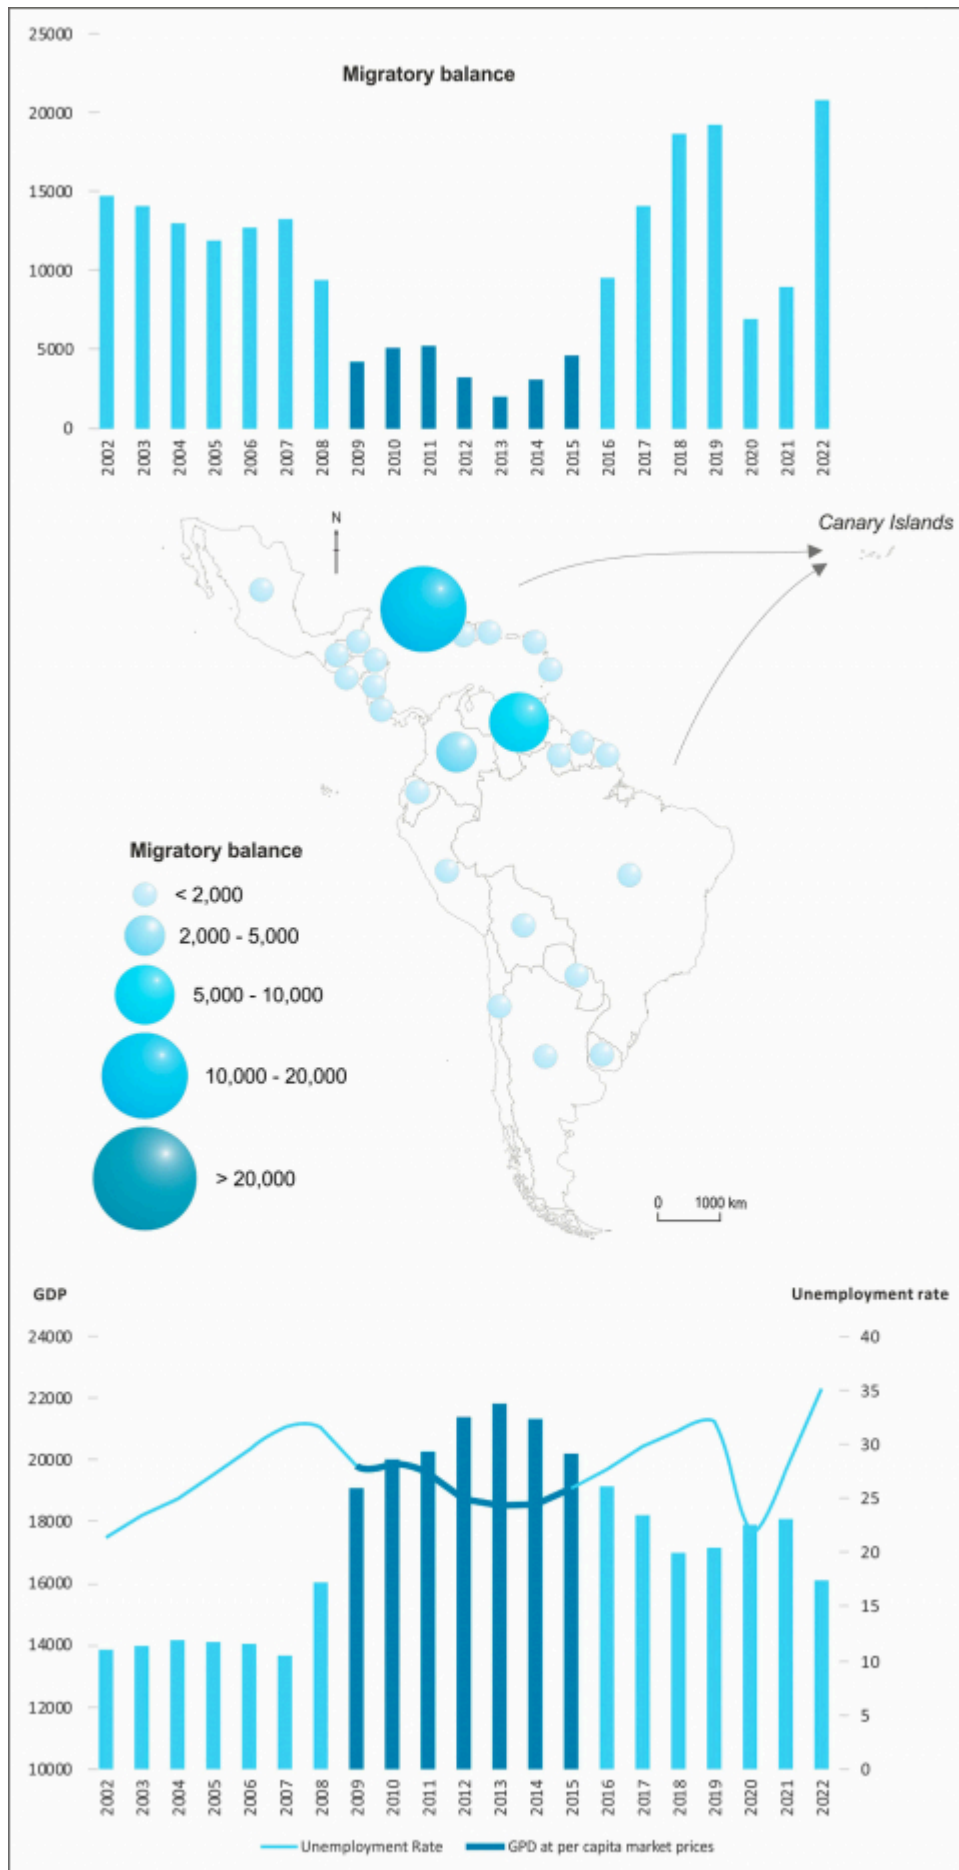 Migratory balance
25000
20000
15000
10000
5000
0
2002 2003 2004 2005 2006 2007 2008 2009 2010 2011 2012 2013 2014 2015 2016 2017 2018 2019 2020 2021 2022
N
Canary Islands
Migratory balance
< 2,000
2,000 - 5,000
5,000 - 10,000
10,000 - 20,000
> 20,000
0 1000 km
GDP Unemployment rate
24000 40
22000 35
20000 30
18000 25
16000 20
14000 15
12000 10
10000 5
0
2002 2003 2004 2005 2006 2007 2008 2009 2010 2011 2012 2013 2014 2015 2016 2017 2018 2019 2020 2021 2022
Unemployment Rate GPD at per capita market prices